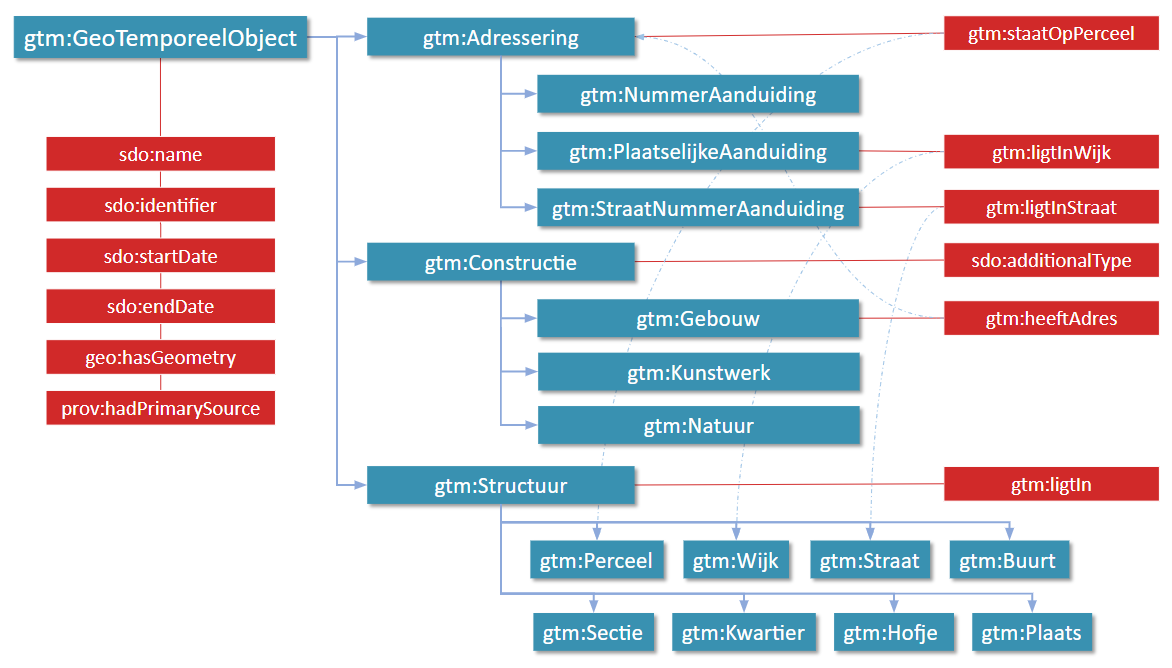 gtm:GeoTemporeelObject
sdo:name
sdo:identifier
sdo:startDate
sdo:endDate
geo:hasGeometry
prov:hadPrimarySource
gtm:Adressering
gtm:staatOpPerceel
gtm:NummerAanduiding
gtm:PlaatselijkeAanduiding
gtm:ligtInWijk
gtm:StraatNummerAanduiding
gtm:ligtInStraat
gtm:Constructie
sdo:additionalType
gtm:Gebouw
gtm:heeftAdres
gtm:Kunstwerk
gtm:Natuur
gtm:Structuur
gtm:ligtIn
gtm:Perceel
gtm:Wijk
gtm:Straat
gtm:Buurt
gtm:Sectie
gtm:Kwartier
gtm:Hofje
gtm:Plaats